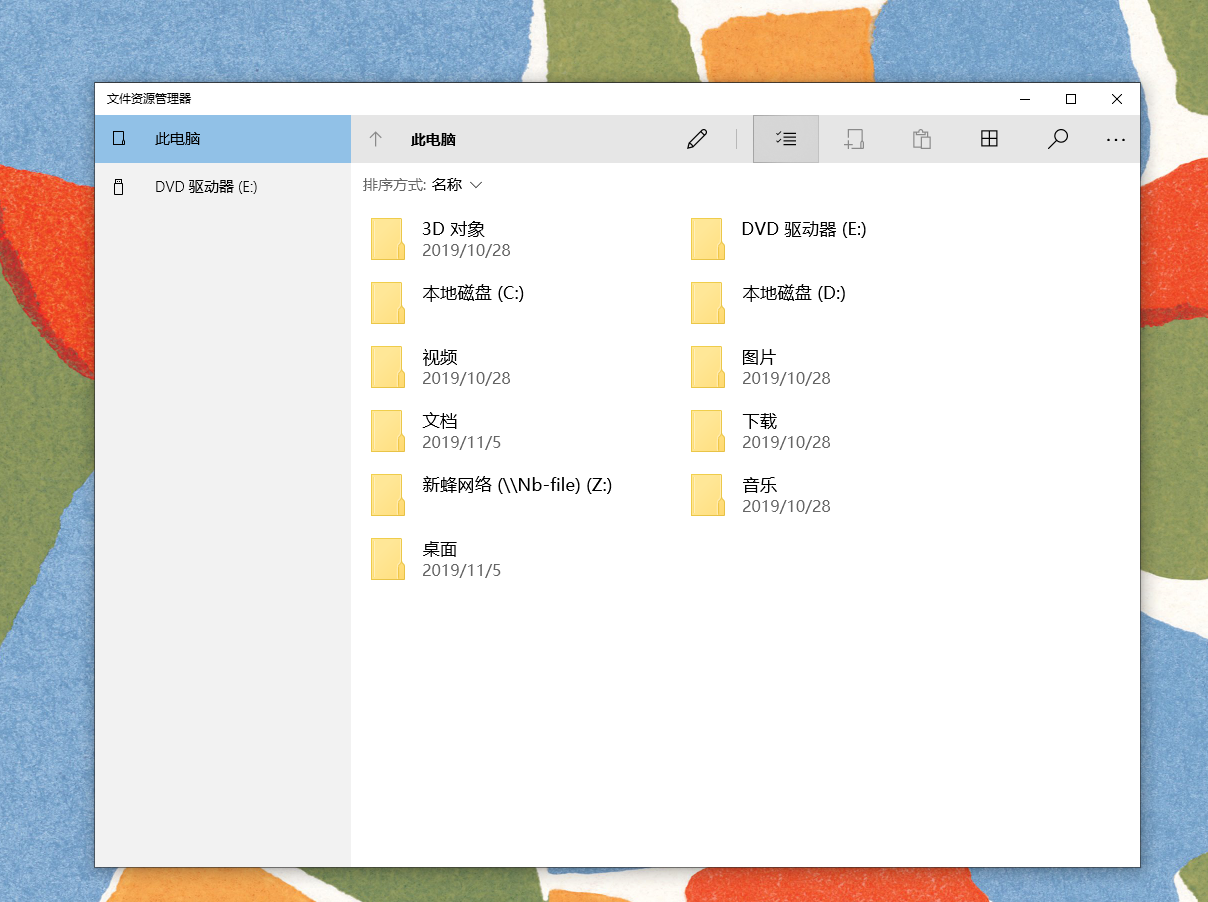 文件资源管理器
此电脑
此电脑
DVD 驱动器 (E:)
排序方式: 名称
3D 对象
2019/10/28
DVD 驱动器 (E:)
本地磁盘 (C:)
本地磁盘 (D:)
视频
2019/10/28
图片
2019/10/28
文档
2019/11/5
下载
2019/10/28
新蜂网络 (\\Nb-file) (Z:)
音乐
2019/10/28
桌面
2019/11/5